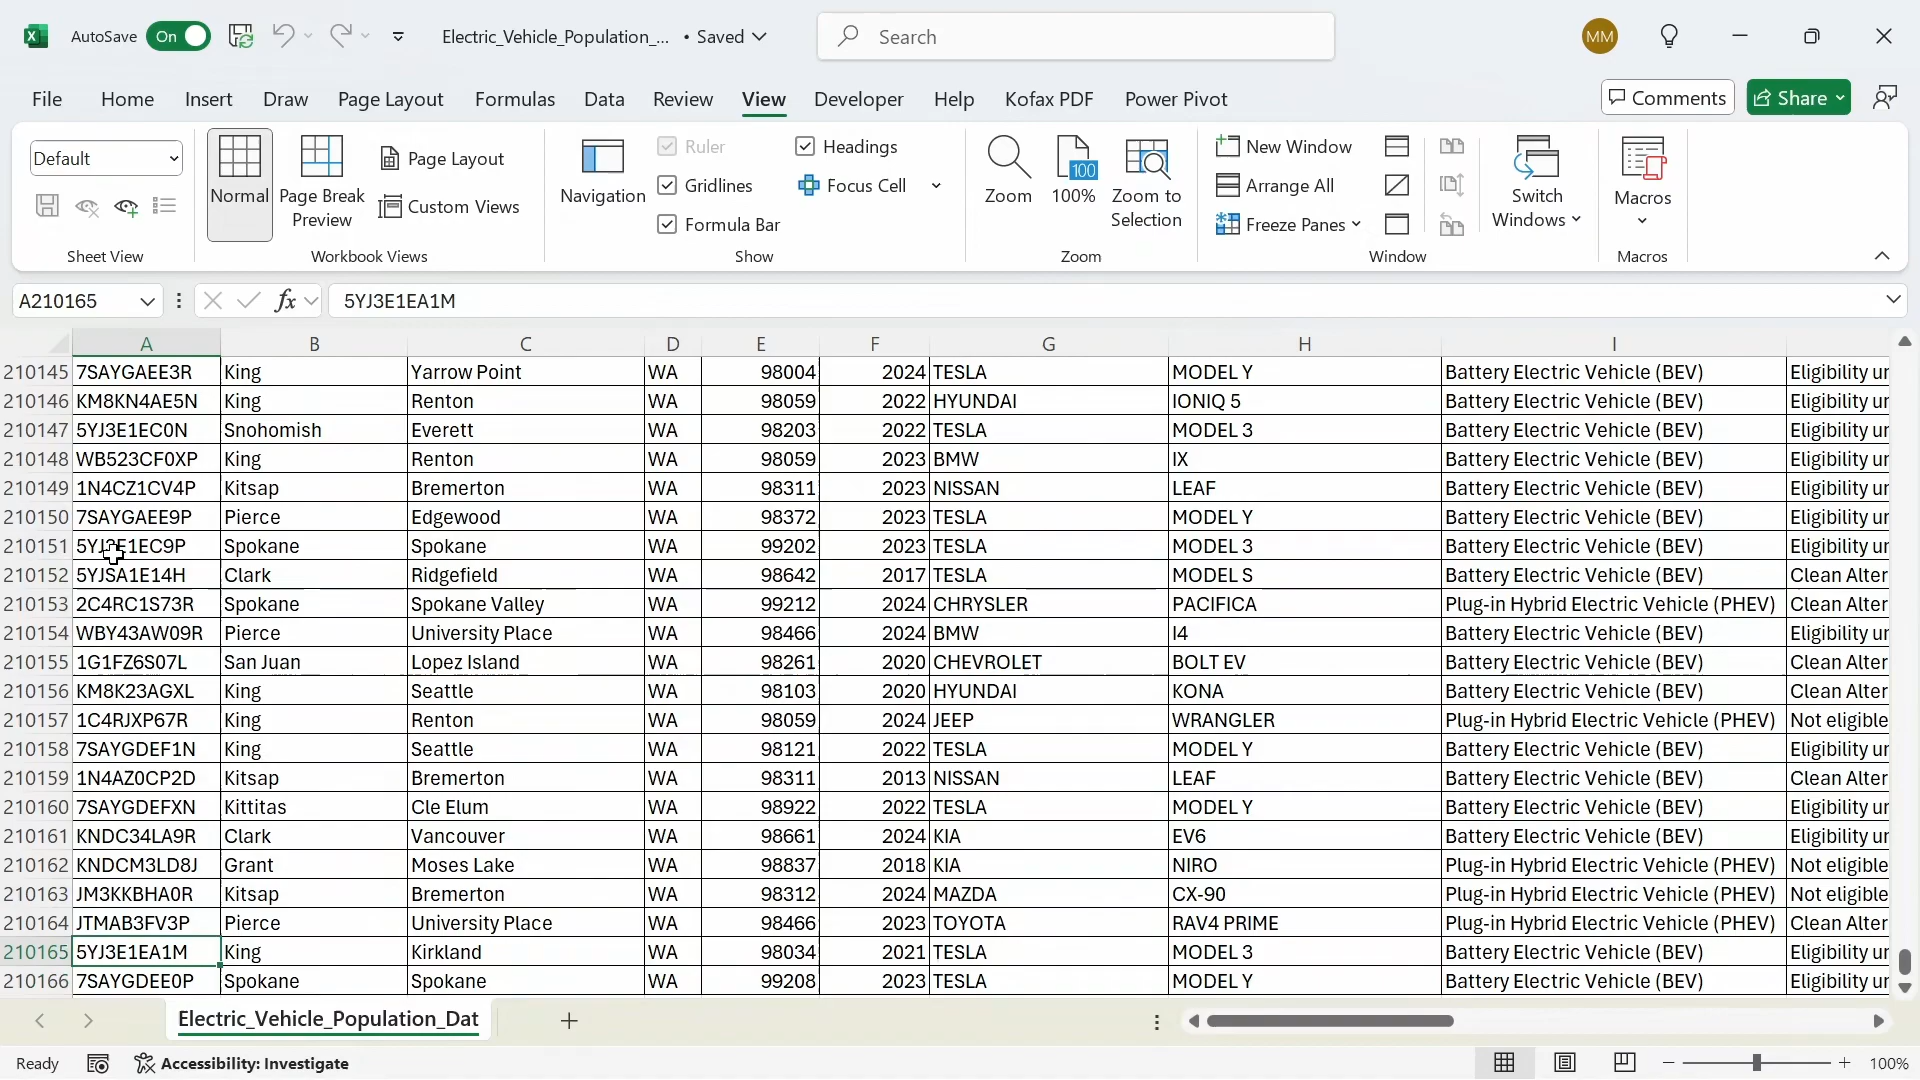 AutoSave On Electric_Vehicle_Population_... • Saved Search MM
File Home Insert Draw Page Layout Formulas Data Review View Developer Help Kofax PDF Power Pivot Comments Share
Default Normal Page Break Preview Page Layout Custom Views Navigation Ruler Gridlines Formula Bar Headings Focus Cell Zoom 100 100% Zoom to Selection New Window Arrange All Freeze Panes Switch Windows Macros
Sheet View Workbook Views Show Zoom Window Macros
A210165 fx 5YJ3E1EA1M
A B C D E F G H I
210145 7SAYGAEE3R King Yarrow Point WA 98004 2024 TESLA MODEL Y Battery Electric Vehicle (BEV) Eligibility ur
210146 KM8KN4AE5N King Renton WA 98059 2022 HYUNDAI IONIQ 5 Battery Electric Vehicle (BEV) Eligibility ur
210147 5YJ3E1EC0N Snohomish Everett WA 98203 2022 TESLA MODEL 3 Battery Electric Vehicle (BEV) Eligibility ur
210148 WB523CF0XP King Renton WA 98059 2023 BMW IX Battery Electric Vehicle (BEV) Eligibility ur
210149 1N4CZ1CV4P Kitsap Bremerton WA 98311 2023 NISSAN LEAF Battery Electric Vehicle (BEV) Eligibility ur
210150 7SAYGAEE9P Pierce Edgewood WA 98372 2023 TESLA MODEL Y Battery Electric Vehicle (BEV) Eligibility ur
210151 5YJ3E1EC9P Spokane Spokane WA 99202 2023 TESLA MODEL 3 Battery Electric Vehicle (BEV) Eligibility ur
210152 5YJSA1E14H Clark Ridgefield WA 98642 2017 TESLA MODEL S Battery Electric Vehicle (BEV) Clean Alter
210153 2C4RC1S73R Spokane Spokane Valley WA 99212 2024 CHRYSLER PACIFICA Plug-in Hybrid Electric Vehicle (PHEV) Clean Alter
210154 WBY43AW09R Pierce University Place WA 98466 2024 BMW I4 Battery Electric Vehicle (BEV) Eligibility ur
210155 1G1FZ6S07L San Juan Lopez Island WA 98261 2020 CHEVROLET BOLT EV Battery Electric Vehicle (BEV) Clean Alter
210156 KM8K23AGXL King Seattle WA 98103 2020 HYUNDAI KONA Battery Electric Vehicle (BEV) Clean Alter
210157 1C4RJXP67R King Renton WA 98059 2024 JEEP WRANGLER Plug-in Hybrid Electric Vehicle (PHEV) Not eligible
210158 7SAYGDEF1N King Seattle WA 98121 2022 TESLA MODEL Y Battery Electric Vehicle (BEV) Eligibility ur
210159 1N4AZ0CP2D Kitsap Bremerton WA 98311 2013 NISSAN LEAF Battery Electric Vehicle (BEV) Clean Alter
210160 7SAYGDEFXN Kittitas Cle Elum WA 98922 2022 TESLA MODEL Y Battery Electric Vehicle (BEV) Eligibility ur
210161 KNDC34LA9R Clark Vancouver WA 98661 2024 KIA EV6 Battery Electric Vehicle (BEV) Eligibility ur
210162 KNDCM3LD8J Grant Moses Lake WA 98837 2018 KIA NIRO Plug-in Hybrid Electric Vehicle (PHEV) Not eligible
210163 JM3KKBHA0R Kitsap Bremerton WA 98312 2024 MAZDA CX-90 Plug-in Hybrid Electric Vehicle (PHEV) Not eligible
210164 JTMAB3FV3P Pierce University Place WA 98466 2023 TOYOTA RAV4 PRIME Plug-in Hybrid Electric Vehicle (PHEV) Clean Alter
210165 5YJ3E1EA1M King Kirkland WA 98034 2021 TESLA MODEL 3 Battery Electric Vehicle (BEV) Eligibility ur
210166 7SAYGDEE0P Spokane Spokane WA 99208 2023 TESLA MODEL Y Battery Electric Vehicle (BEV) Eligibility ur
Electric_Vehicle_Population_Dat
Ready Accessibility: Investigate 100%